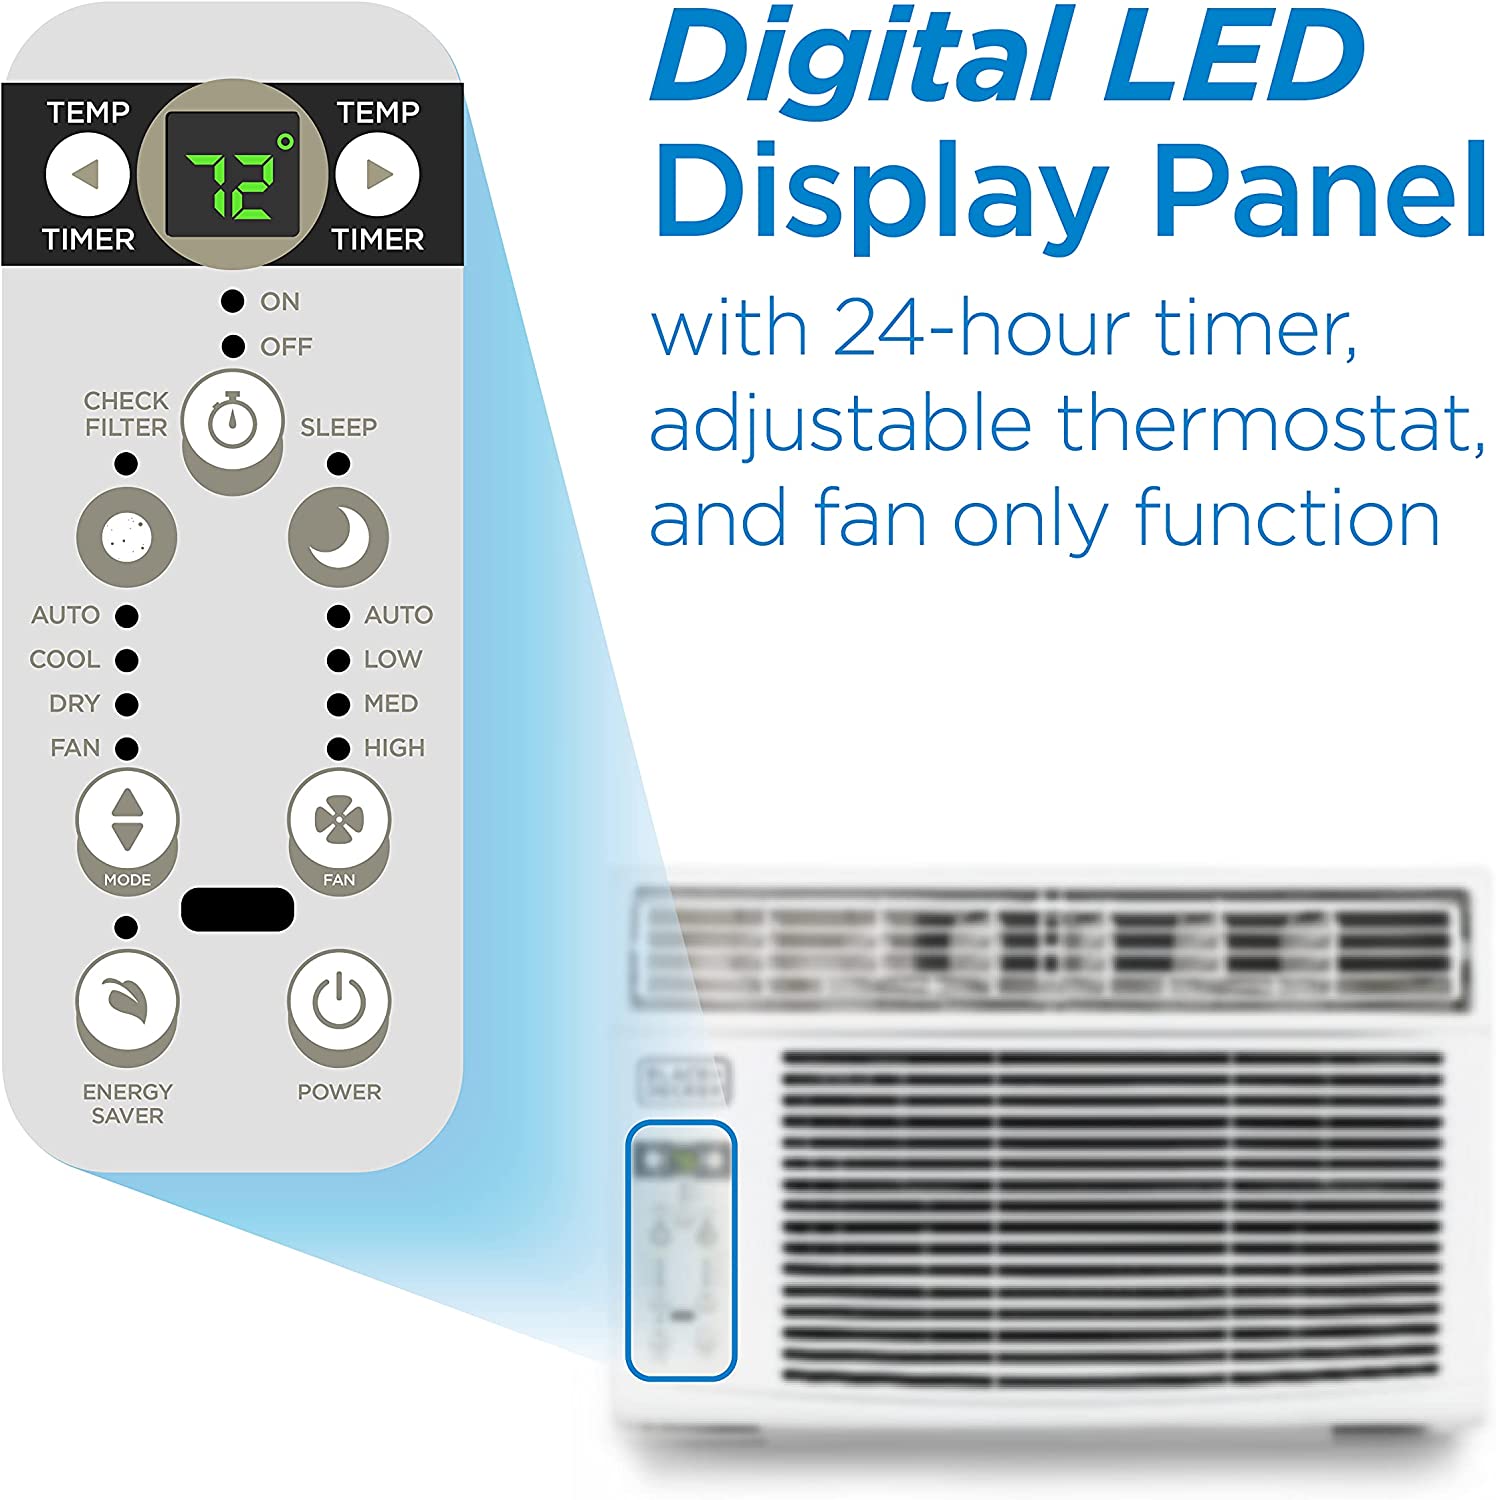 Digital LED
Display Panel
with 24-hour timer,
adjustable thermostat,
and fan only function
TEMP
TEMP
72°
TIMER
TIMER
ON
OFF
CHECK
FILTER
SLEEP
AUTO
AUTO
COOL
LOW
DRY
MED
FAN
HIGH
MODE
FAN
ENERGY
SAVER
POWER